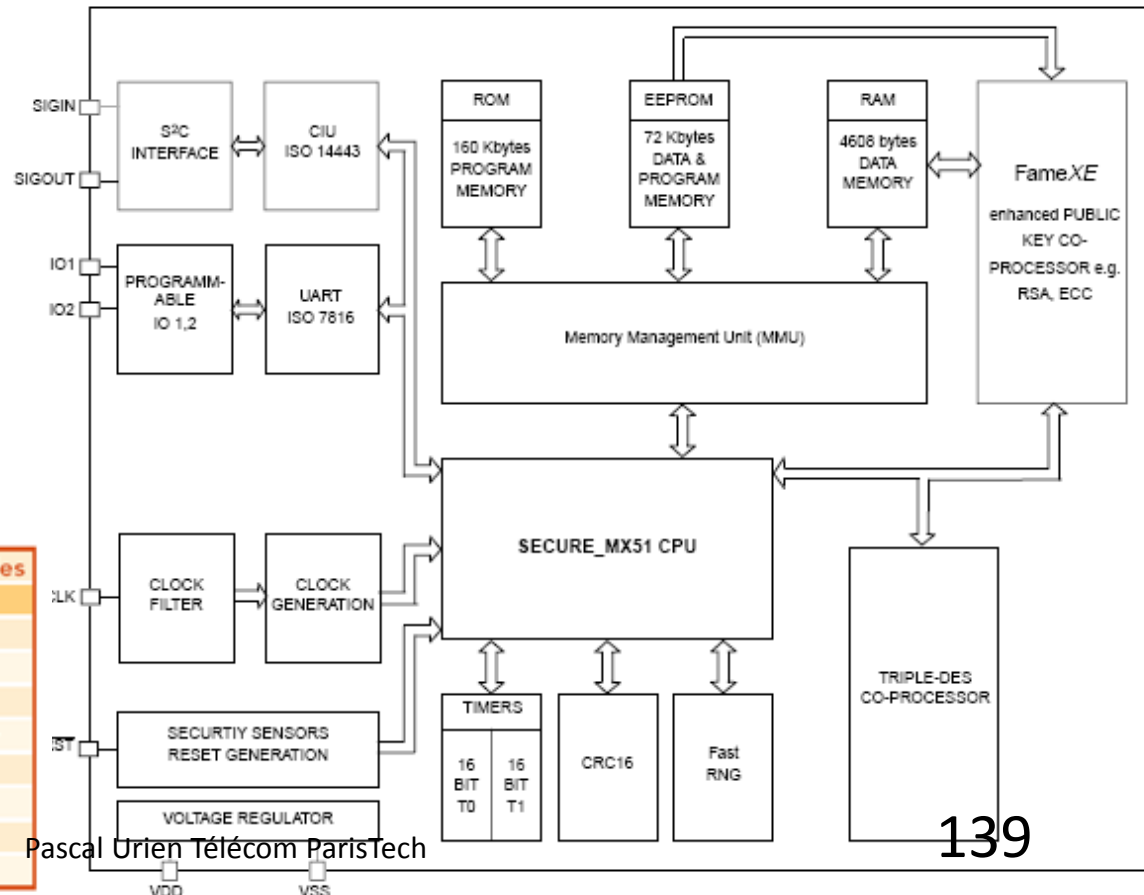 SIGIN
SIGOUT
S²C
INTERFACE
CIU
ISO 14443
IO1
IO2
PROGRAMM-
ABLE
IO 1,2
UART
ISO 7816
ROM
160 Kbytes
PROGRAM
MEMORY
EEPROM
72 Kbytes
DATA &
PROGRAM
MEMORY
RAM
4608 bytes
DATA
MEMORY
FameXE
enhanced PUBLIC
KEY CO-
PROCESSOR e.g.
RSA, ECC
Memory Management Unit (MMU)
SECURE_MX51 CPU
es
CLK
CLOCK
FILTER
CLOCK
GENERATION
ST
SECURTIY SENSORS
RESET GENERATION
VOLTAGE REGULATOR
TIMERS
16
BIT
T0
16
BIT
T1
CRC16
Fast
RNG
TRIPLE-DES
CO-PROCESSOR
Pascal Urien Télécom ParisTech
139
VDD
VSS